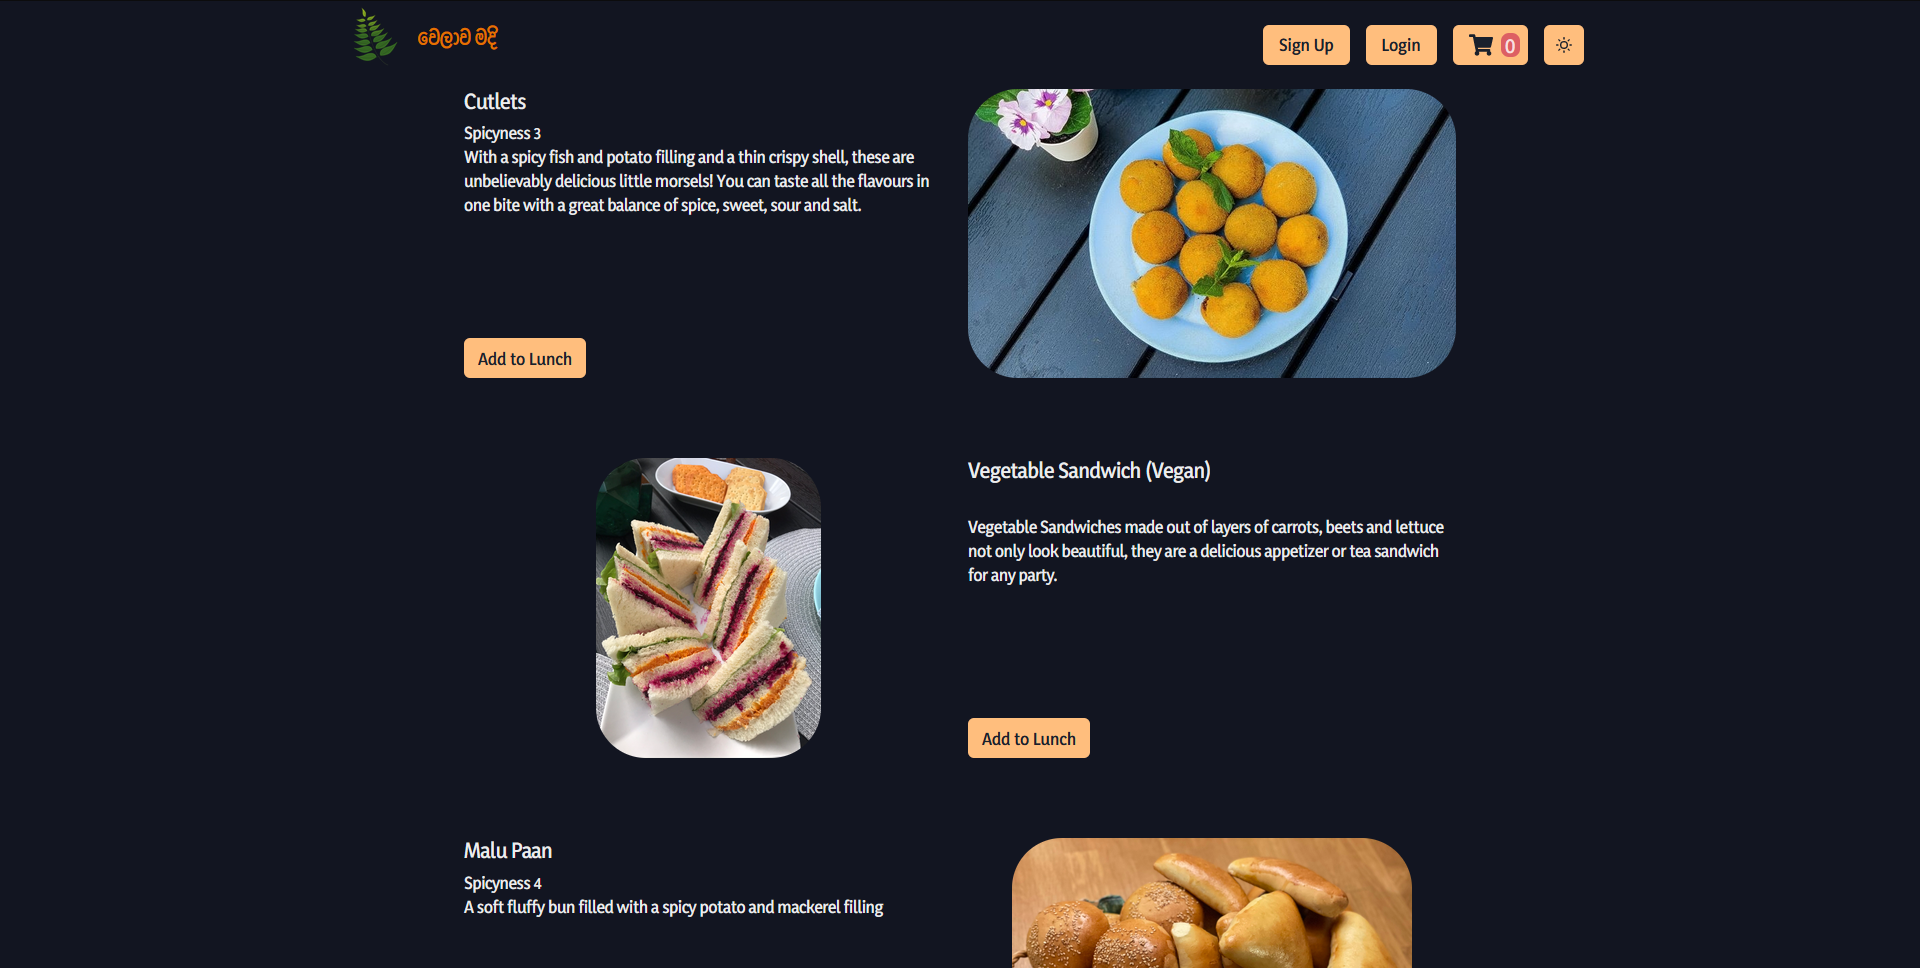 වෙලාව මදි
Sign Up
Login
0
Cutlets
Spicyness 3
With a spicy fish and potato filling and a thin crispy shell, these are
unbelievably delicious little morsels! You can taste all the flavours in
one bite with a great balance of spice, sweet, sour and salt.
Add to Lunch
Vegetable Sandwich (Vegan)
Vegetable Sandwiches made out of layers of carrots, beets and lettuce
not only look beautiful, they are a delicious appetizer or tea sandwich
for any party.
Add to Lunch
Malu Paan
Spicyness 4
A soft fluffy bun filled with a spicy potato and mackerel filling